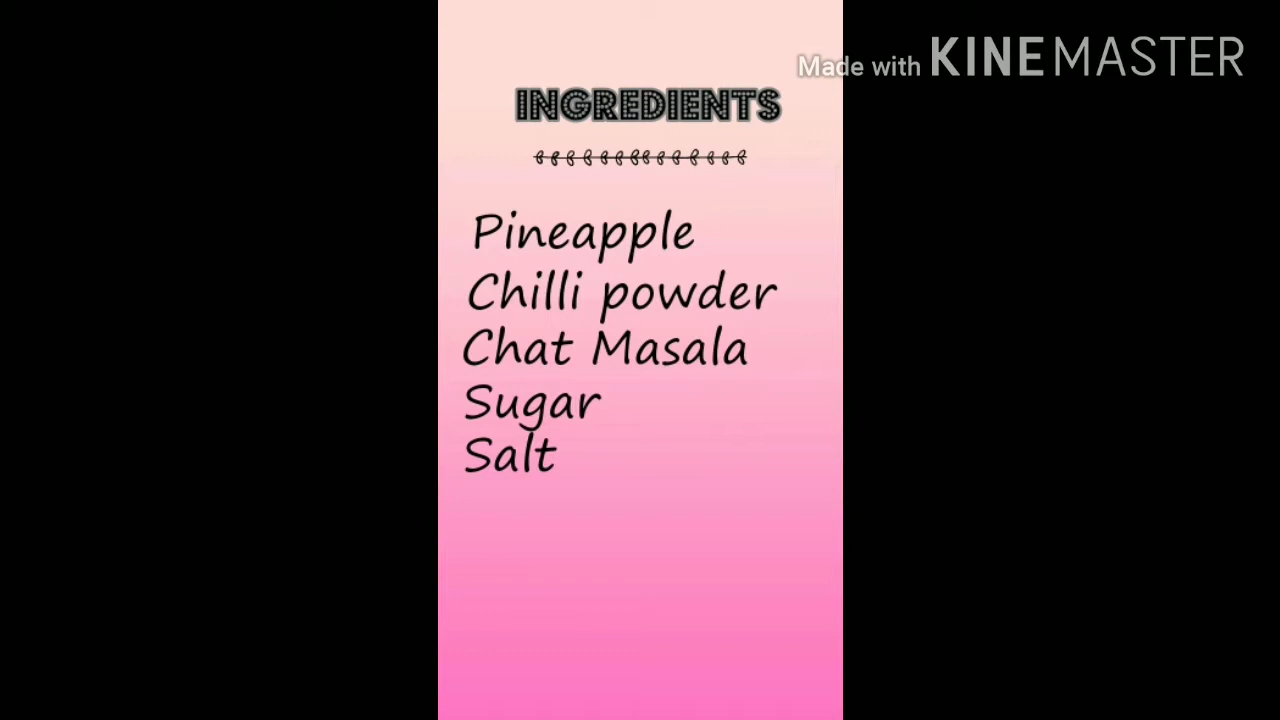 Made with KINEMASTER
INGREDIENTS
Pineapple
Chilli powder
Chat Masala
Sugar
Salt